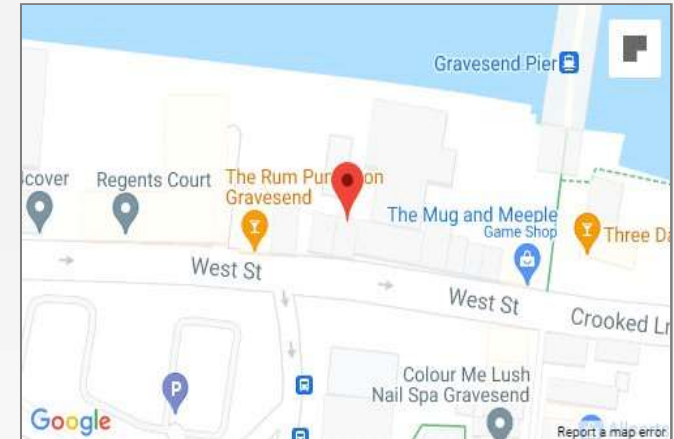 Gravesend Pier
cover
Regents Court
The Rum Pun on
Gravesend
The Mug and Meeple
Game Shop
Three Da
West St
West St
Crooked Ln
Colour Me Lush
Nail Spa Gravesend
P
Google
Report a map error